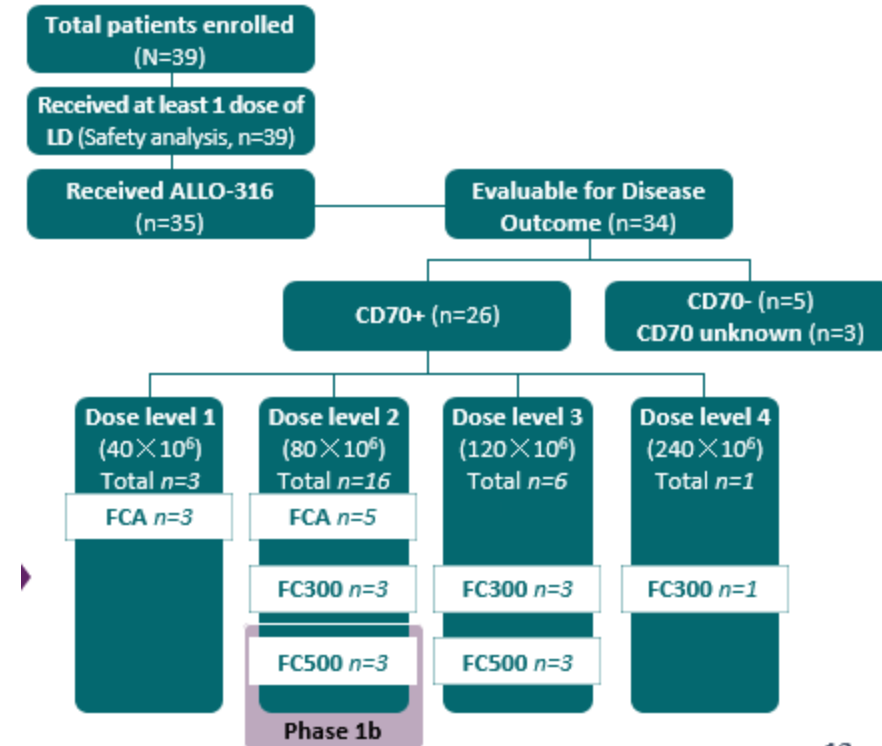 Total patients enrolled
(N=39)
Received at least 1 dose of
LD (Safety analysis, n=39)
Received ALLO-316
(n=35)
Evaluable for Disease
Outcome (n=34)
CD70+ (n=26)
CD70- (n=5)
CD70 unknown (n=3)
Dose level 1
(40×10⁶)
Total n=3
FCA n=3
Dose level 2
(80×10⁶)
Total n=16
FCA n=5
FC300 n=3
FC500 n=3
Phase 1b
Dose level 3
(120×10⁶)
Total n=6
FC300 n=3
FC500 n=3
Dose level 4
(240×10⁶)
Total n=1
FC300 n=1